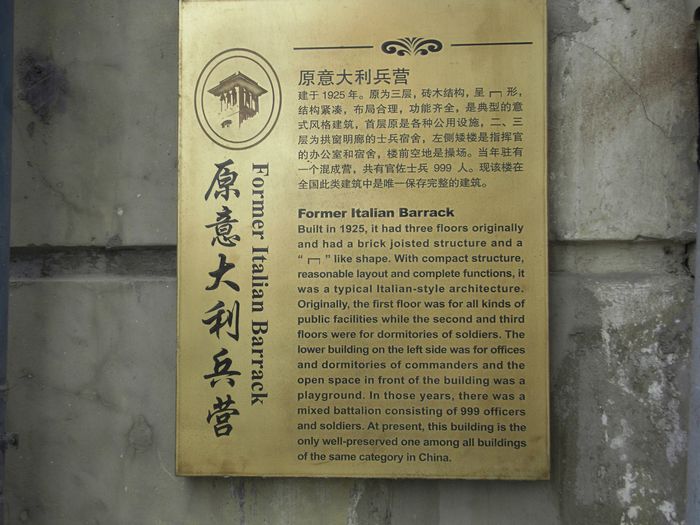 原意大利兵营
Former Italian Barrack
原意大利兵营
建于 1925 年。原为三层，砖木结构，呈 ┌┐ 形，
结构紧凑，布局合理，功能齐全，是典型的意
式风格建筑，首层原是各种公用设施，二、三
层为拱窗明廊的士兵宿舍，左侧矮楼是指挥官
的办公室和宿舍，楼前空地是操场。当年驻有
一个混成营，共有官佐士兵 999 人。现该楼在
全国此类建筑中是唯一保存完整的建筑。
Former Italian Barrack
Built in 1925, it had three floors originally
and had a brick joisted structure and a
“ ┌┐ ” like shape. With compact structure,
reasonable layout and complete functions, it
was a typical Italian-style architecture.
Originally, the first floor was for all kinds of
public facilities while the second and third
floors were for dormitories of soldiers. The
lower building on the left side was for offices
and dormitories of commanders and the
open space in front of the building was a
playground. In those years, there was a
mixed battalion consisting of 999 officers
and soldiers. At present, this building is the
only well-preserved one among all buildings
of the same category in China.